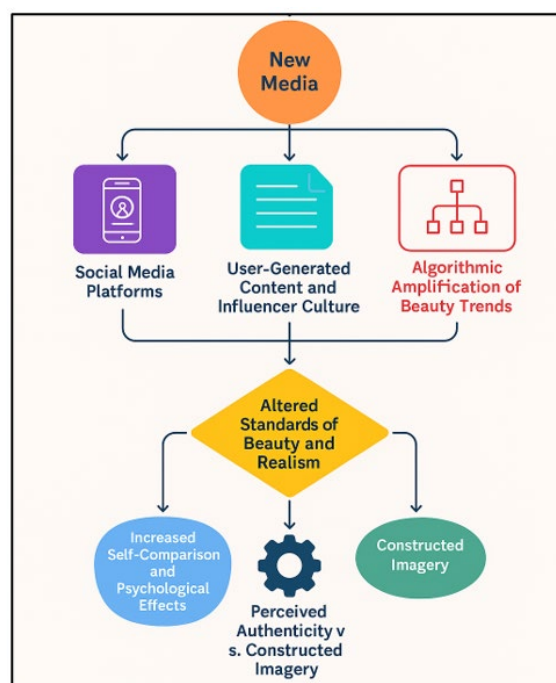 New
Media
Social Media
Platforms
User-Generated
Content and
Influencer Culture
Algorithmic
Amplification of
Beauty Trends
Altered
Standards of
Beauty and
Realism
Increased
Self-Comparison
and
Psychological
Effects
Perceived
Authenticity v
s. Constructed
Imagery
Constructed
Imagery